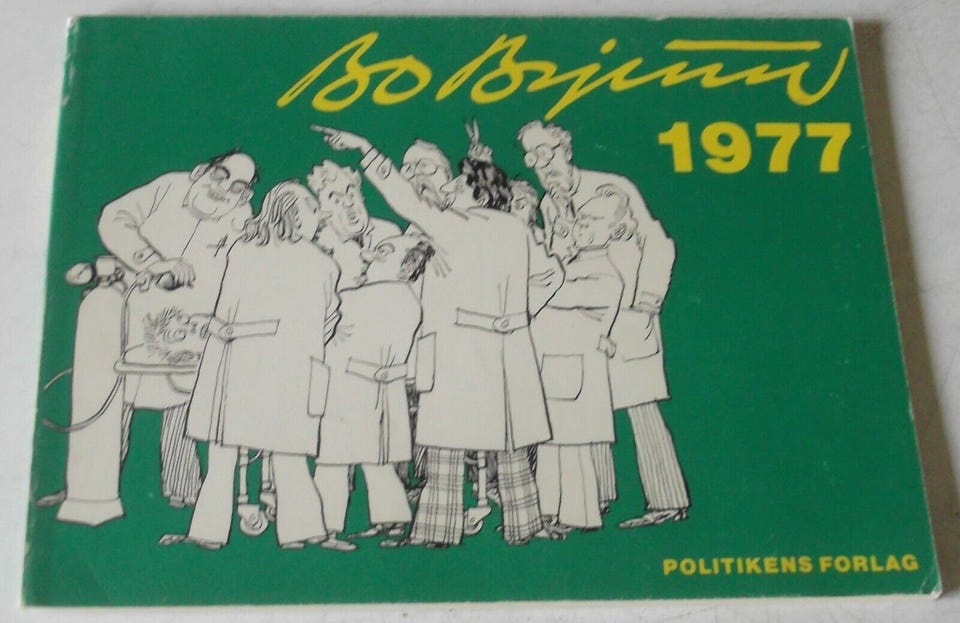 Bo Bojesen
1977
POLITIKENS FORLAG